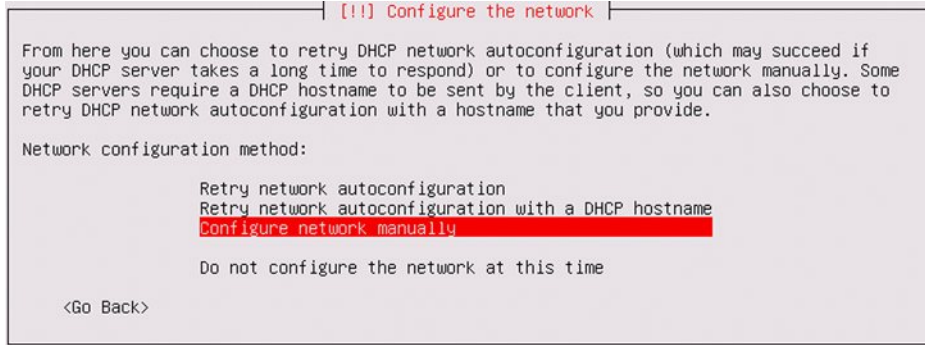 [!!] Configure the network
From here you can choose to retry DHCP network autoconfiguration (which may succeed if
your DHCP server takes a long time to respond) or to configure the network manually. Some
DHCP servers require a DHCP hostname to be sent by the client, so you can also choose to
retry DHCP network autoconfiguration with a hostname that you provide.
Network configuration method:
Retry network autoconfiguration
Retry network autoconfiguration with a DHCP hostname
Configure network manually
Do not configure the network at this time
<Go Back>